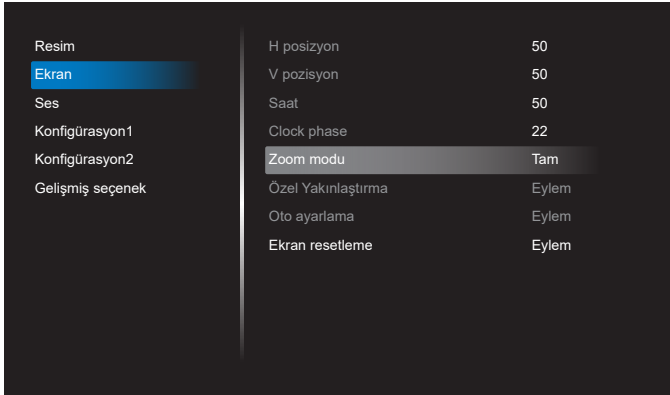 Resim
Ekran
Ses
Konfigürasyon1
Konfigürasyon2
Gelişmiş seçenek
H posizyon 50
V pozisyon 50
Saat 50
Clock phase 22
Zoom modu Tam
Özel Yakınlaştırma Eylem
Oto ayarlama Eylem
Ekran resetleme Eylem